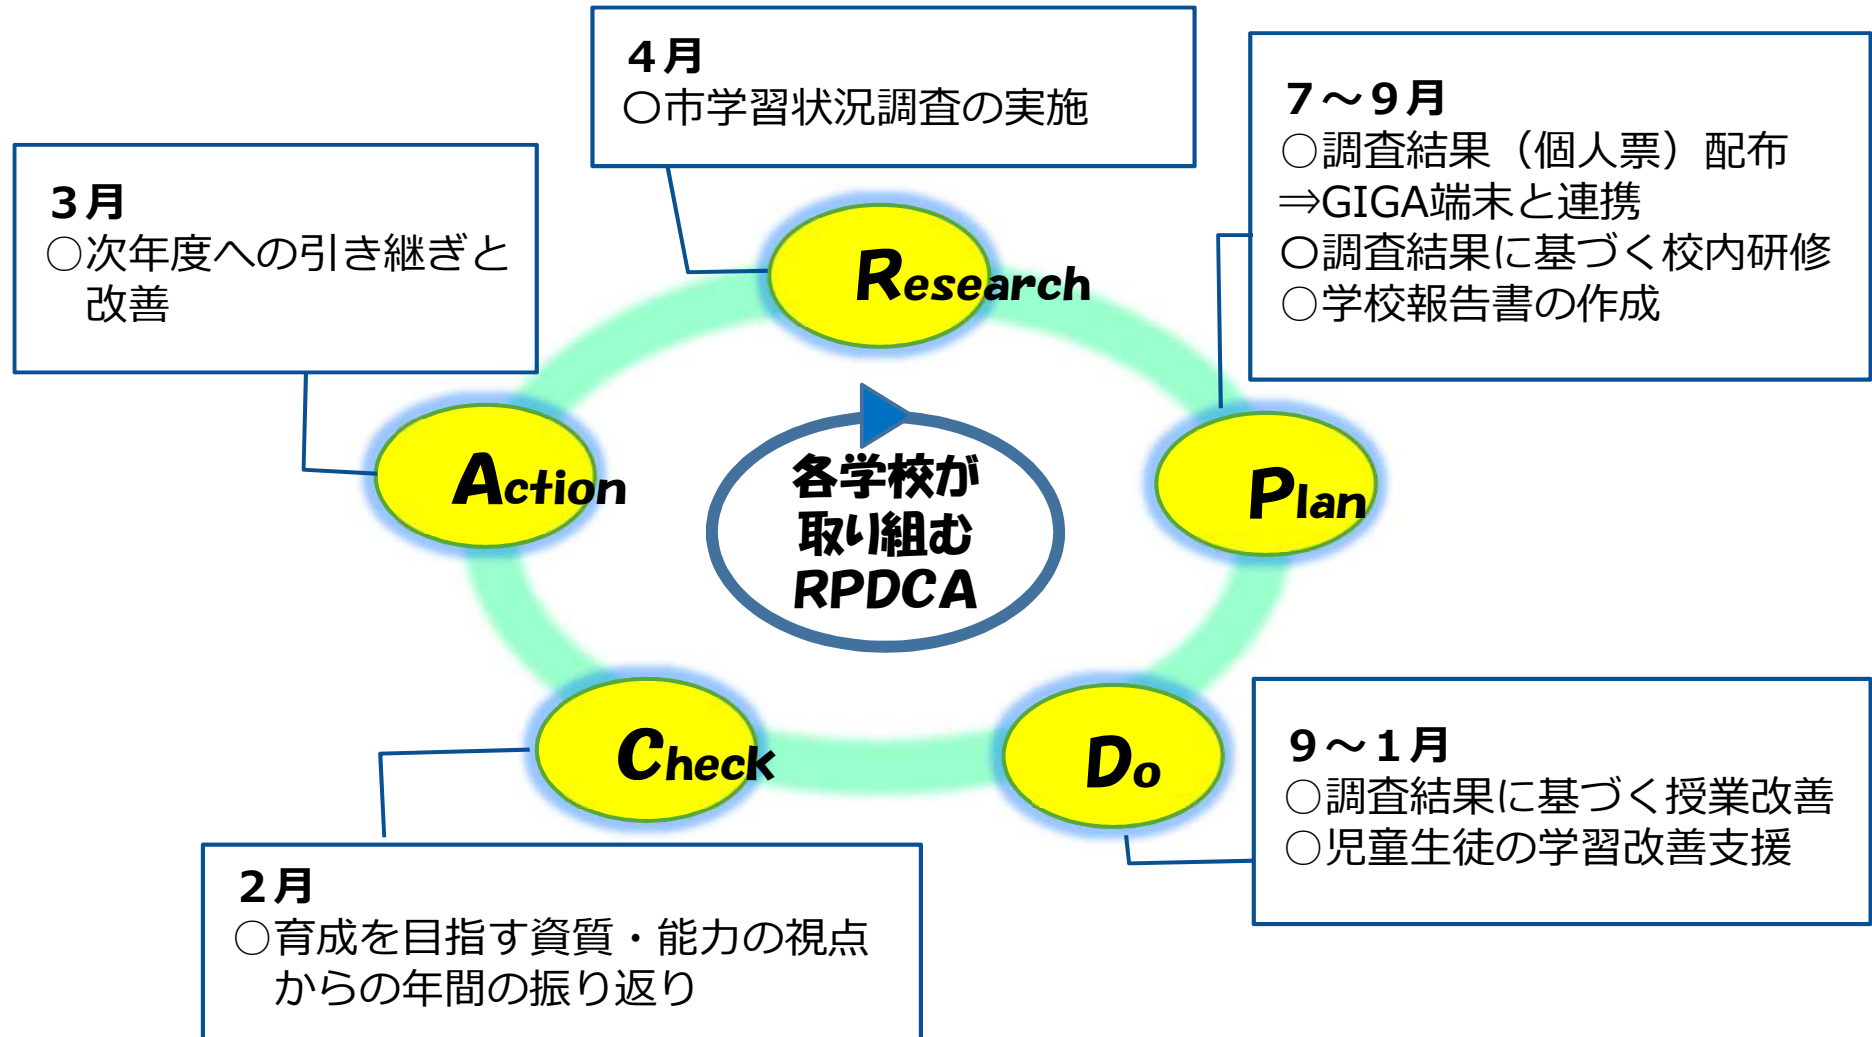 ４月
〇市学習状況調査の実施
７～９月
○調査結果（個人票）配布
⇒GIGA端末と連携
〇調査結果に基づく校内研修
○学校報告書の作成
３月
○次年度への引き継ぎと
改善
Research
Action
Plan
各学校が
取り組む
RPDCA
Check
Do
９～１月
○調査結果に基づく授業改善
○児童生徒の学習改善支援
２月
○育成を目指す資質・能力の視点
からの年間の振り返り